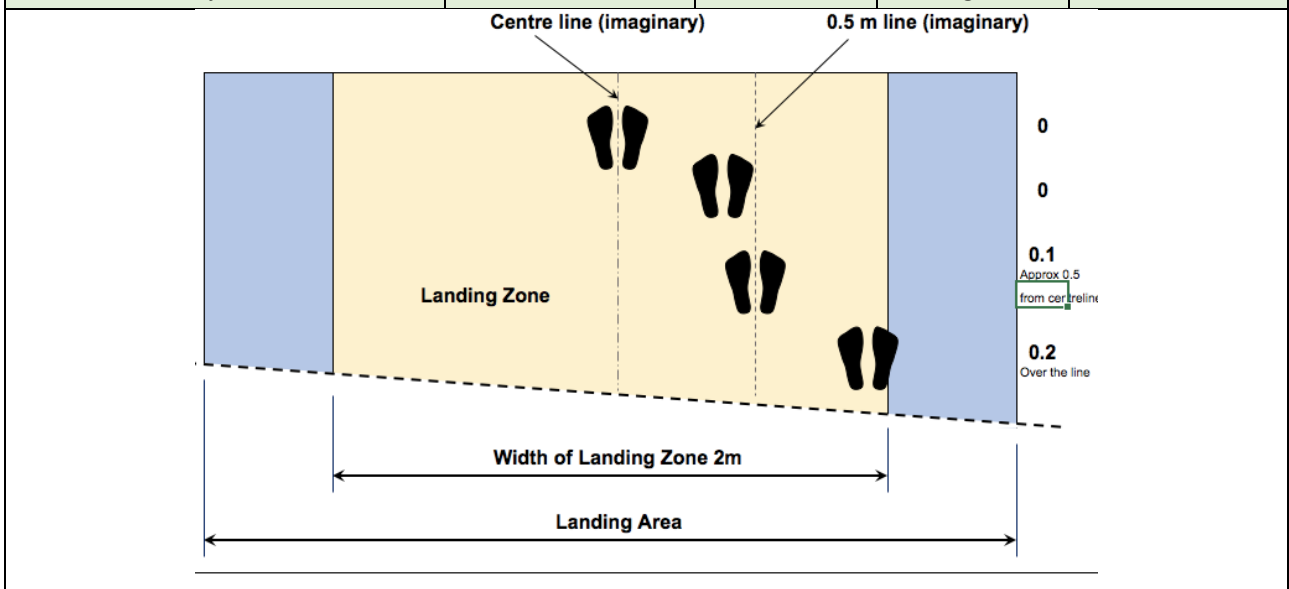 Centre line (imaginary) 0.5 m line (imaginary)
0
0
0.1
Approx 0.5
Landing Zone
from centreline
0.2
Over the line
Width of Landing Zone 2m
Landing Area